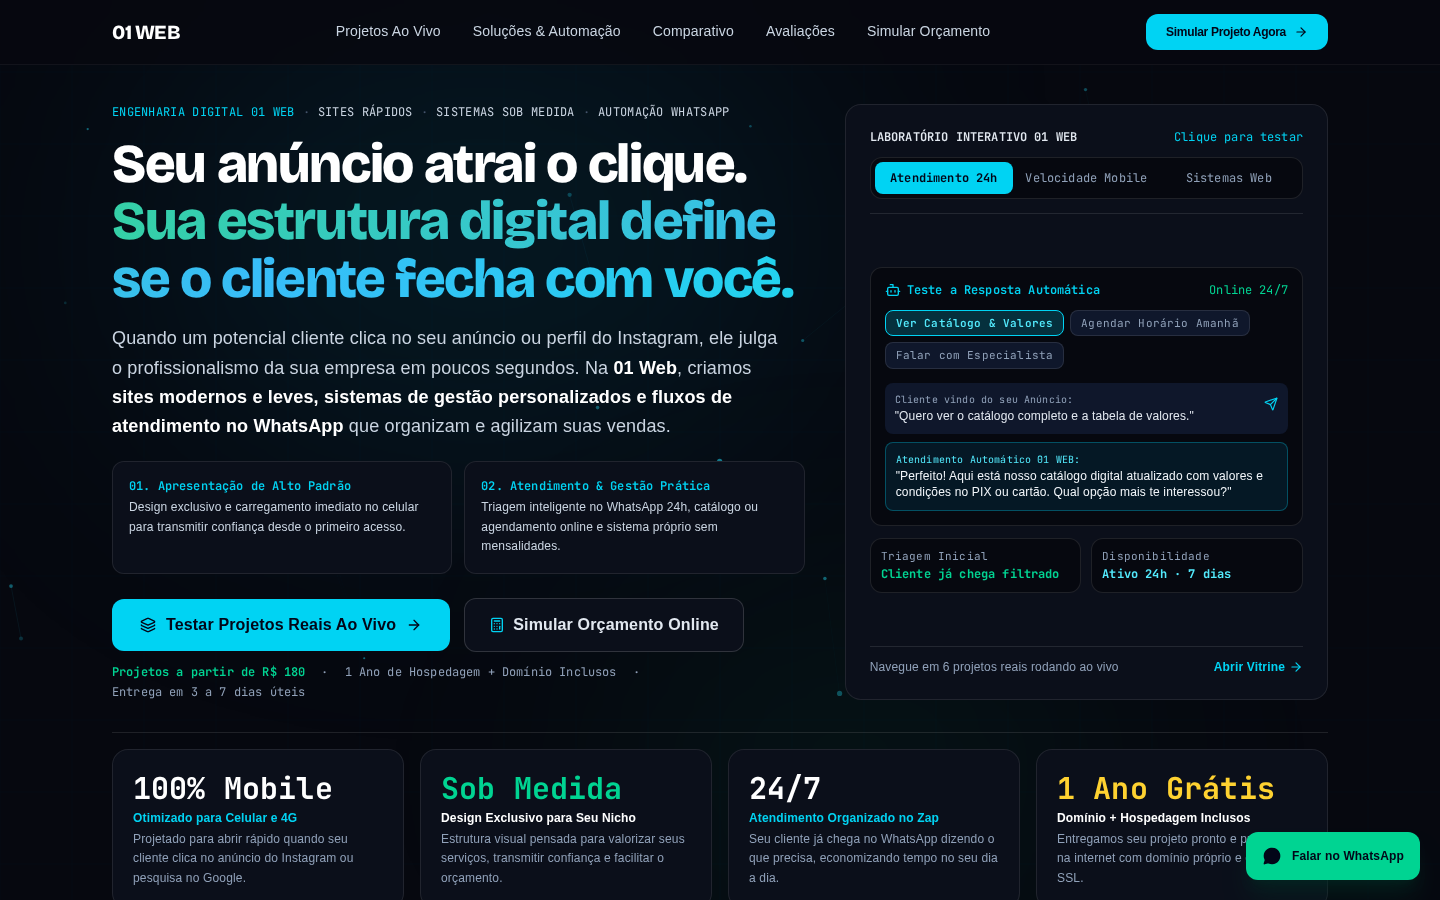 01 WEB
Projetos Ao Vivo
Soluções & Automação
Comparativo
Avaliações
Simular Orçamento
Simular Projeto Agora
ENGENHARIA DIGITAL 01 WEB · SITES RÁPIDOS · SISTEMAS SOB MEDIDA · AUTOMAÇÃO WHATSAPP
Seu anúncio atrai o clique.
Sua estrutura digital define
se o cliente fecha com você.
Quando um potencial cliente clica no seu anúncio ou perfil do Instagram, ele julga
o profissionalismo da sua empresa em poucos segundos. Na 01 Web, criamos
sites modernos e leves, sistemas de gestão personalizados e fluxos de
atendimento no WhatsApp que organizam e agilizam suas vendas.
01. Apresentação de Alto Padrão
Design exclusivo e carregamento imediato no celular
para transmitir confiança desde o primeiro acesso.
02. Atendimento & Gestão Prática
Triagem inteligente no WhatsApp 24h, catálogo ou
agendamento online e sistema próprio sem
mensalidades.
Testar Projetos Reais Ao Vivo
Simular Orçamento Online
Projetos a partir de R$ 180 · 1 Ano de Hospedagem + Domínio Inclusos ·
Entrega em 3 a 7 dias úteis
LABORATÓRIO INTERATIVO 01 WEB
Clique para testar
Atendimento 24h
Velocidade Mobile
Sistemas Web
Teste a Resposta Automática
Online 24/7
Ver Catálogo & Valores
Agendar Horário Amanhã
Falar com Especialista
Cliente vindo do seu Anúncio:
"Quero ver o catálogo completo e a tabela de valores."
Atendimento Automático 01 WEB:
"Perfeito! Aqui está nosso catálogo digital atualizado com valores e
condições no PIX ou cartão. Qual opção mais te interessou?"
Triagem Inicial
Cliente já chega filtrado
Disponibilidade
Ativo 24h · 7 dias
Navegue em 6 projetos reais rodando ao vivo
Abrir Vitrine
100% Mobile
Otimizado para Celular e 4G
Projetado para abrir rápido quando seu
cliente clica no anúncio do Instagram ou
pesquisa no Google.
Sob Medida
Design Exclusivo para Seu Nicho
Estrutura visual pensada para valorizar seus
serviços, transmitir confiança e facilitar o
orçamento.
24/7
Atendimento Organizado no Zap
Seu cliente já chega no WhatsApp dizendo o
que precisa, economizando tempo no seu dia
a dia.
1 Ano Grátis
Domínio + Hospedagem Inclusos
Entregamos seu projeto pronto e
na internet com domínio próprio e
SSL.
Falar no WhatsApp